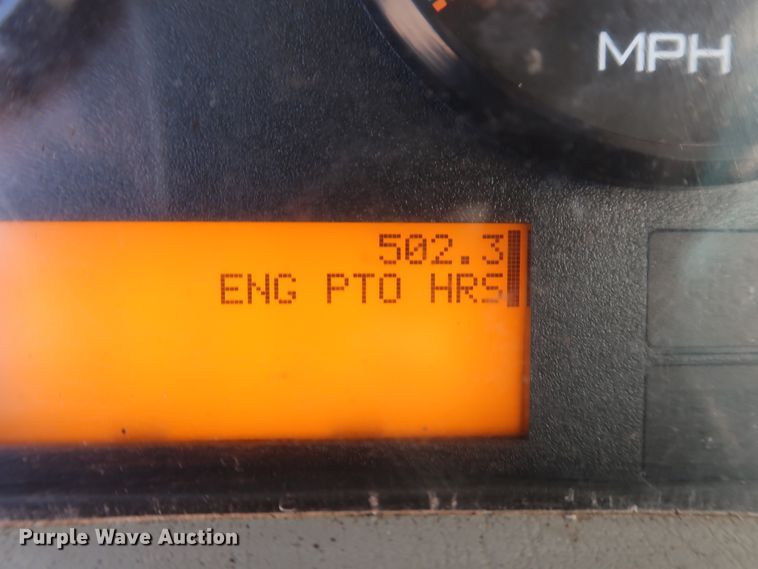 MPH
502.3
ENG PTO HRS
Purple Wave Auction